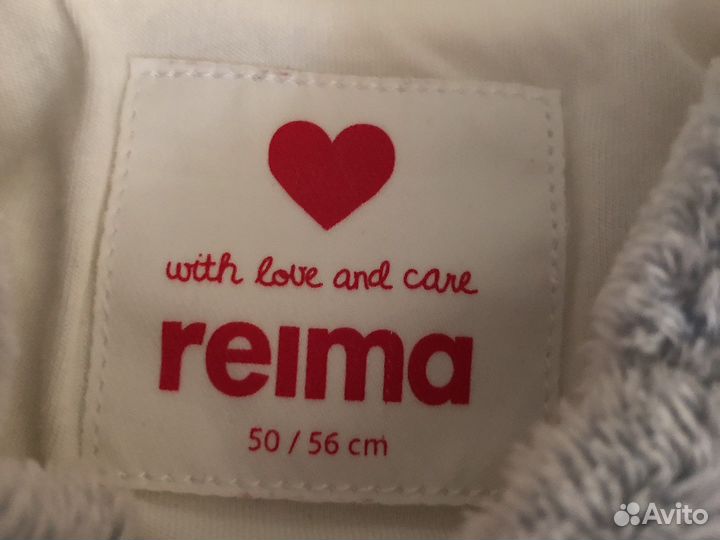 with love and care
reima
50 / 56 cm
Avito